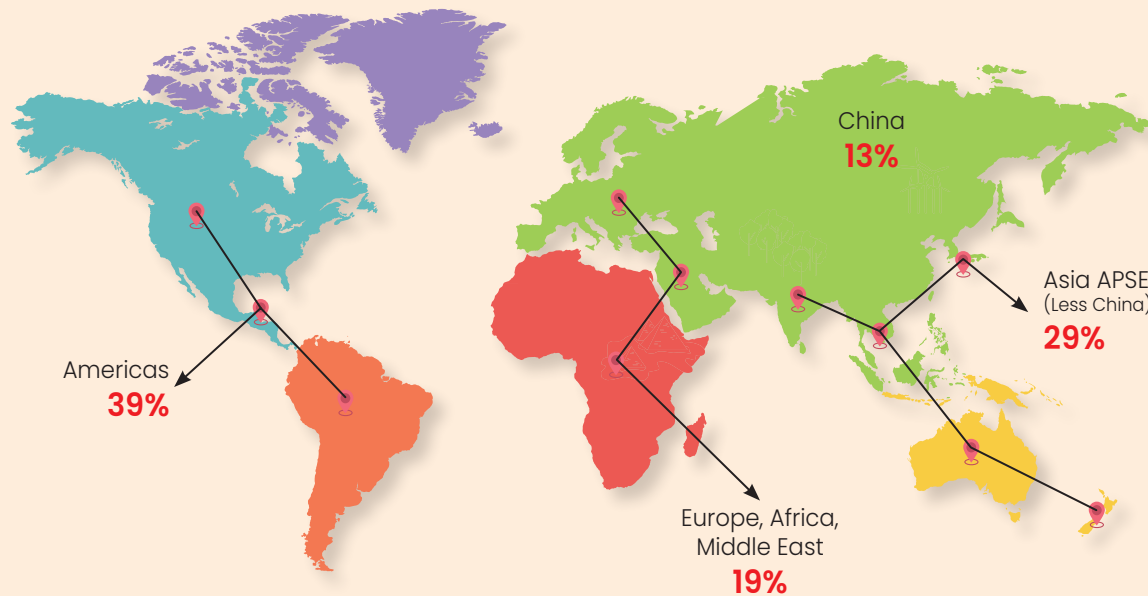 China
13%
Asia APSE
(Less China)
29%
Americas
39%
Europe, Africa,
Middle East
19%